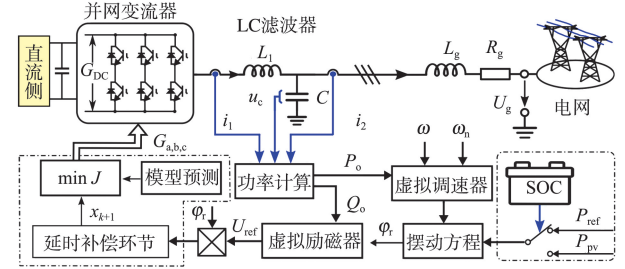 并网变流器
LC滤波器
直流侧
G_DC
L_1
u_c
C
L_g
R_g
U_g
电网
i_1
i_2
G_a,b,c
min J
模型预测
功率计算
P_o
ω
ω_n
虚拟调速器
SOC
x_k+1
φ_r
U_ref
Q_o
延时补偿环节
虚拟励磁器
φ_r
摆动方程
P_ref
P_pv